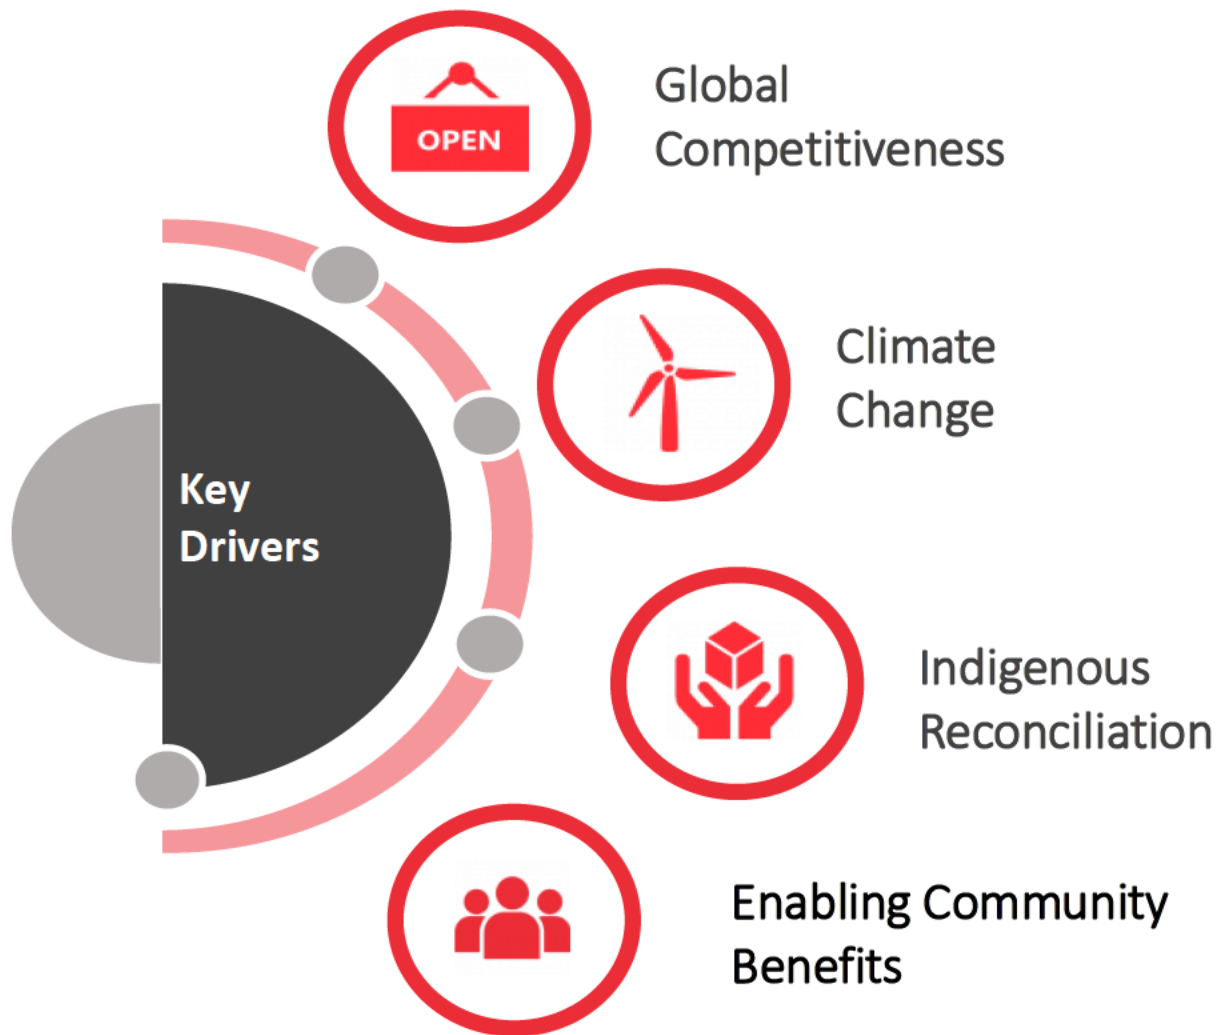 OPEN
Global
Competitiveness
Climate
Change
Key
Drivers
Indigenous
Reconciliation
Enabling Community
Benefits